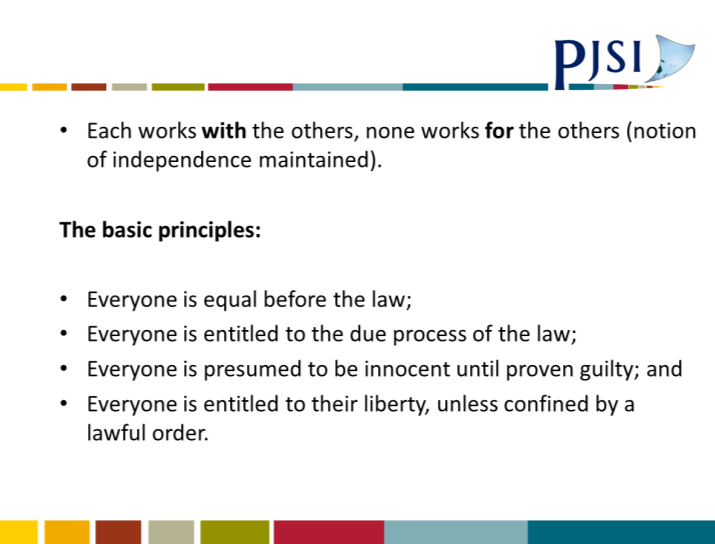 PJSI
• Each works with the others, none works for the others (notion
of independence maintained).
The basic principles:
• Everyone is equal before the law;
• Everyone is entitled to the due process of the law;
• Everyone is presumed to be innocent until proven guilty; and
• Everyone is entitled to their liberty, unless confined by a
lawful order.